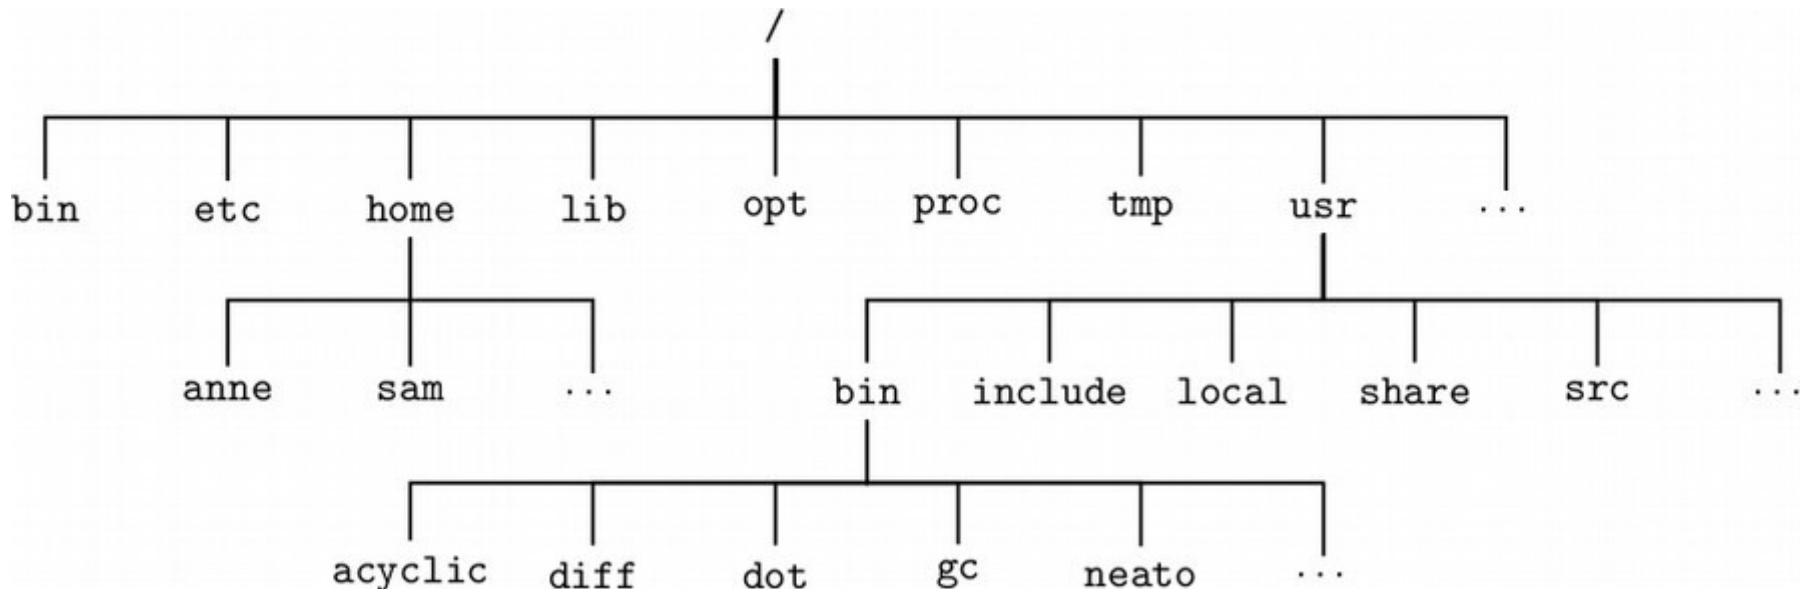 /
bin etc home lib opt proc tmp usr ...
anne sam ... bin include local share src ...
acyclic diff dot gc neato ...